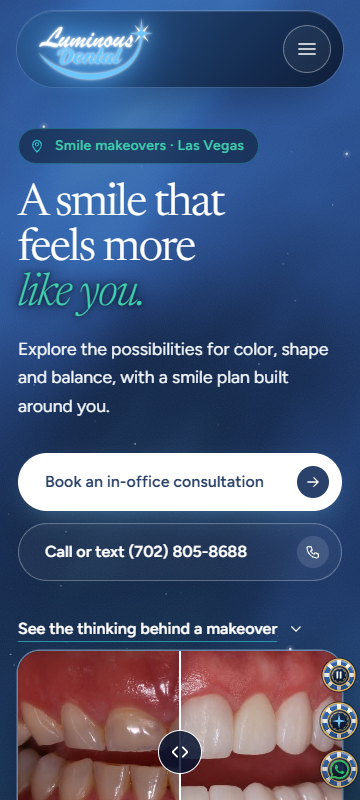 Luminous
Dental
Smile makeovers · Las Vegas
A smile that
feels more
like you.
Explore the possibilities for color, shape
and balance, with a smile plan built
around you.
Book an in-office consultation
Call or text (702) 805-8688
See the thinking behind a makeover